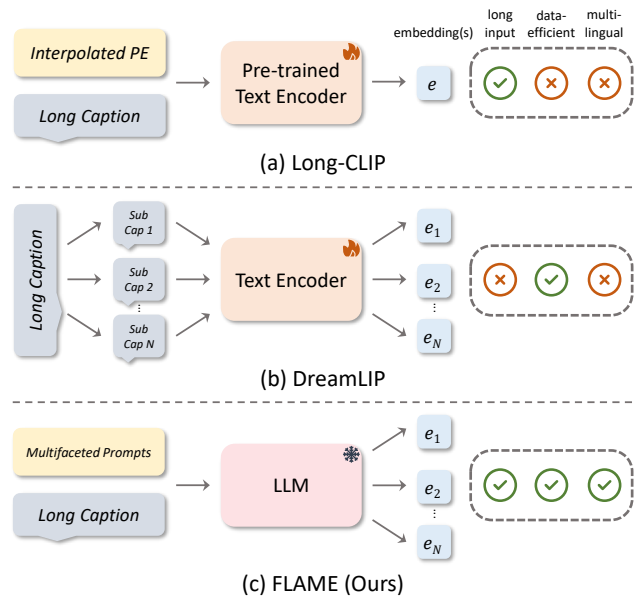 long
input
data-
efficient
multi-
lingual
embedding(s)
Interpolated PE
Long Caption
Pre-trained
Text Encoder
e
(a) Long-CLIP
Long Caption
Sub
Cap 1
Sub
Cap 2
⋮
Sub
Cap N
Text Encoder
e₁
e₂
⋮
e_N
(b) DreamLIP
Multifaceted Prompts
Long Caption
LLM
e₁
e₂
⋮
e_N
(c) FLAME (Ours)